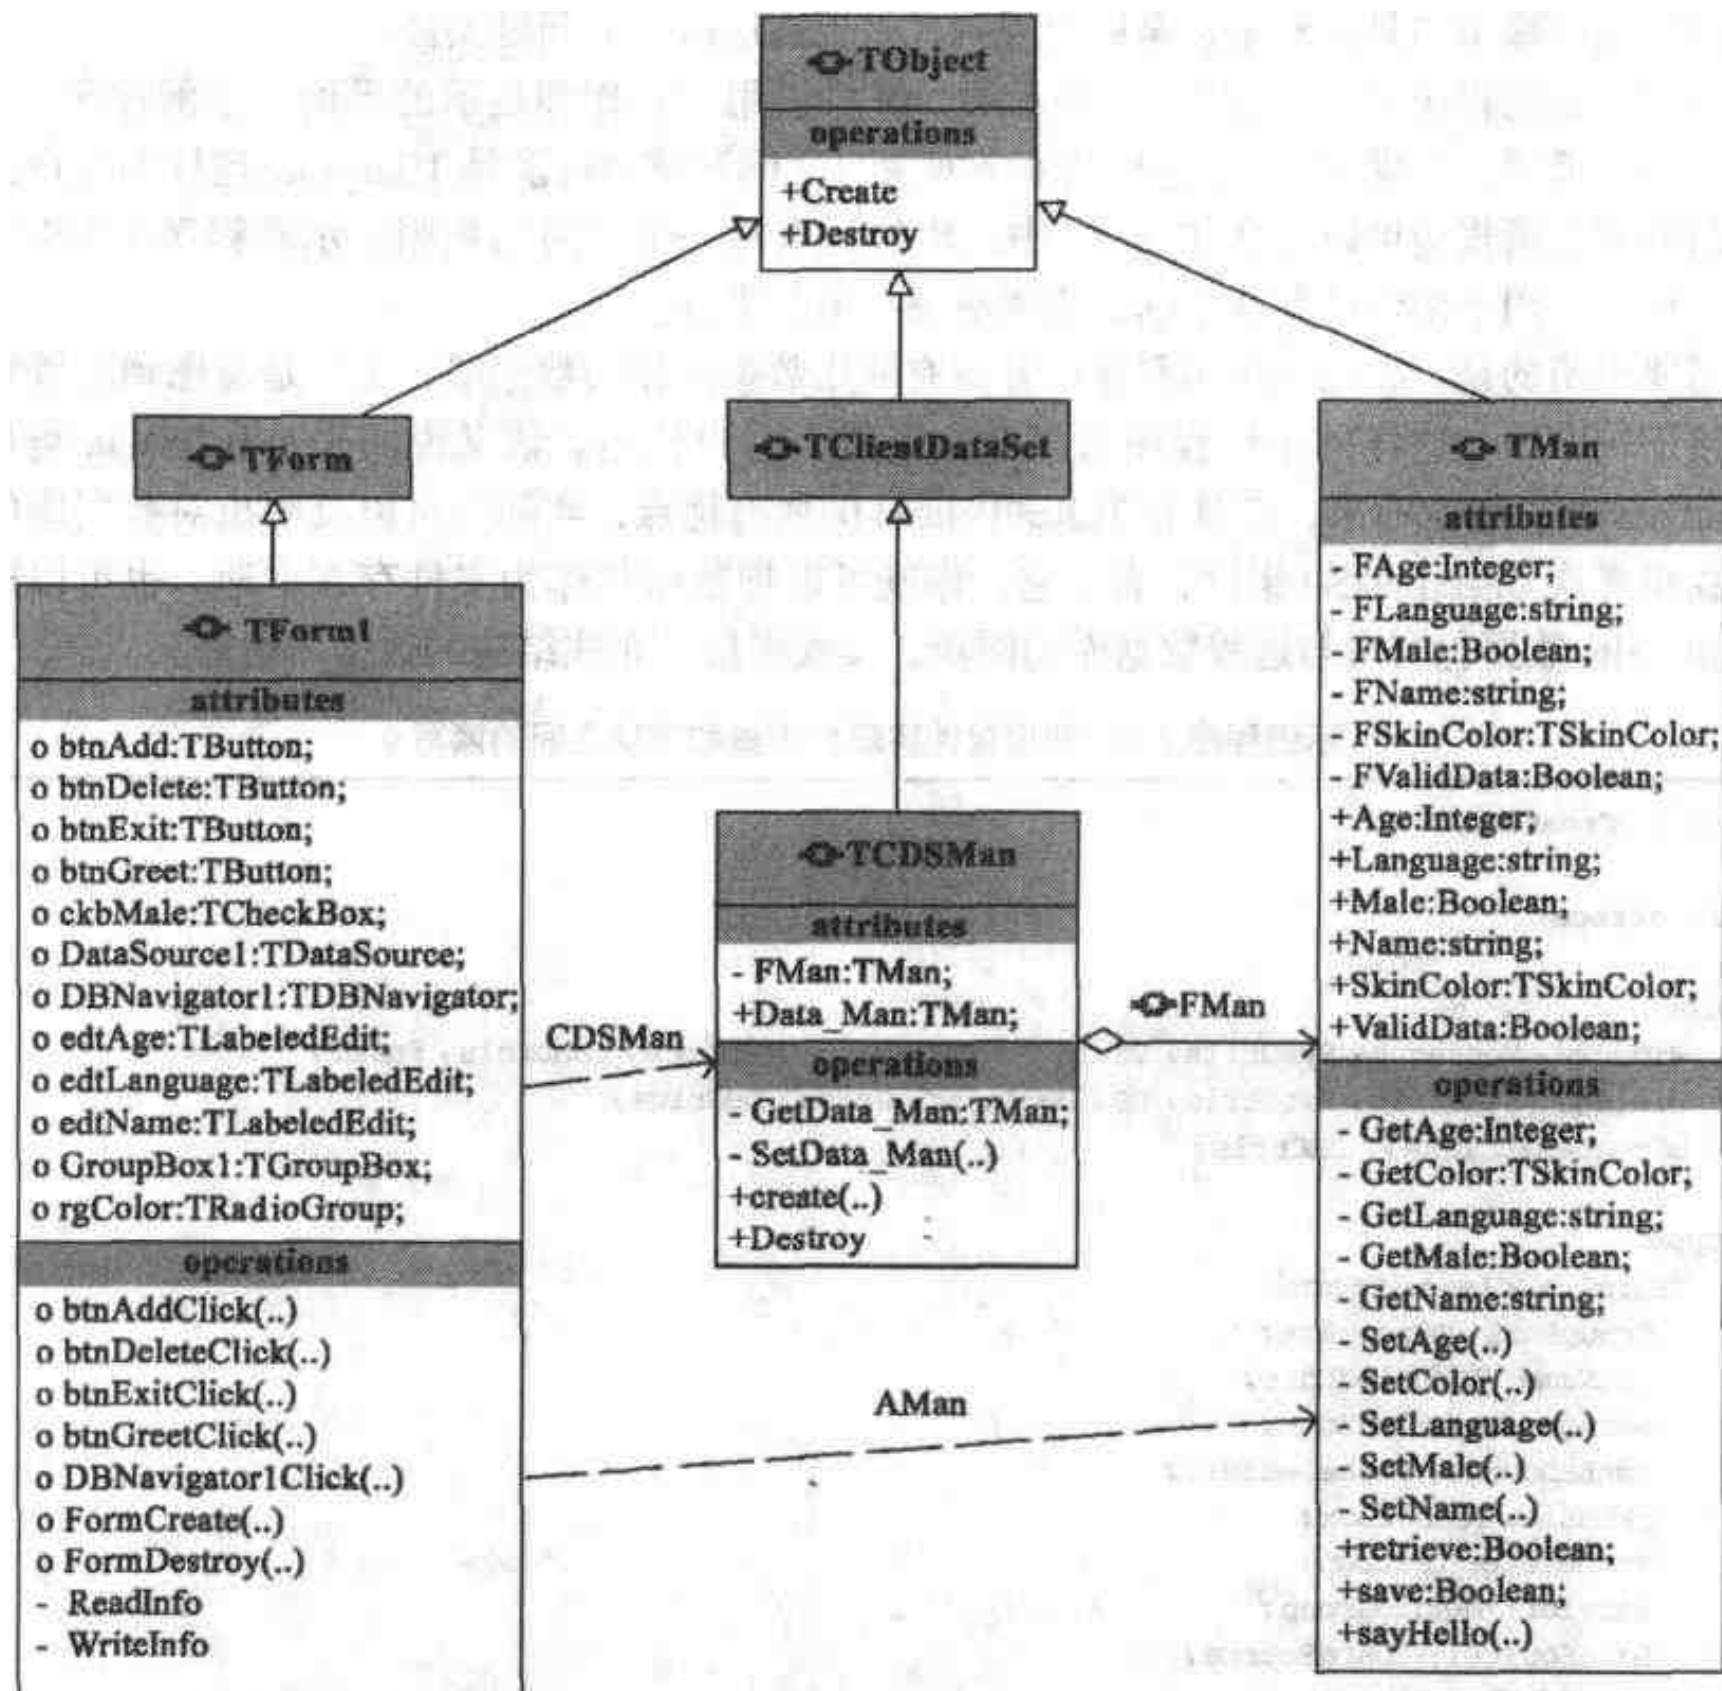 TObject
operations
+Create
+Destroy
TForm
TClientDataSet
TMan
attributes
- FAge:Integer;
- FLanguage:string;
- FMale:Boolean;
- FName:string;
- FSkinColor:TSkinColor;
- FValidData:Boolean;
+Age:Integer;
+Language:string;
+Male:Boolean;
+Name:string;
+SkinColor:TSkinColor;
+ValidData:Boolean;
operations
- GetAge:Integer;
- GetColor:TSkinColor;
- GetLanguage:string;
- GetMale:Boolean;
- GetName:string;
- SetAge(..)
- SetColor(..)
- SetLanguage(..)
- SetMale(..)
- SetName(..)
+retrieve:Boolean;
+save:Boolean;
+sayHello(..)
TForm1
attributes
o btnAdd:TButton;
o btnDelete:TButton;
o btnExit:TButton;
o btnGreet:TButton;
o ckbMale:TCheckBox;
o DataSource1:TDataSource;
o DBNavigator1:TDBNavigator;
o edtAge:TLabeledEdit;
o edtLanguage:TLabeledEdit;
o edtName:TLabeledEdit;
o GroupBox1:TGroupBox;
o rgColor:TRadioGroup;
operations
o btnAddClick(..)
o btnDeleteClick(..)
o btnExitClick(..)
o btnGreetClick(..)
o DBNavigator1Click(..)
o FormCreate(..)
o FormDestroy(..)
- ReadInfo
- WriteInfo
CDSMan
TCDSMan
attributes
- FMan:TMan;
+Data_Man:TMan;
operations
- GetData_Man:TMan;
- SetData_Man(..)
+create(..)
+Destroy
FMan
AMan